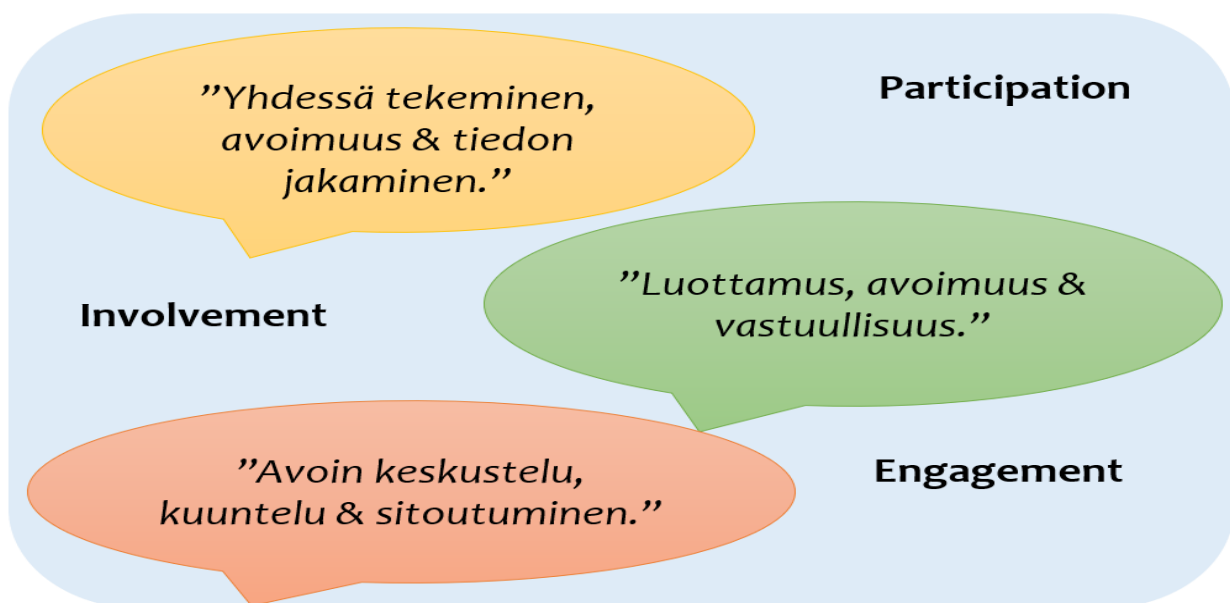 ”Yhdessä tekeminen,
avoimuus & tiedon
jakaminen.”
Participation
”Luottamus, avoimuus &
vastuullisuus.”
Involvement
”Avoin keskustelu,
kuuntelu & sitoutuminen.”
Engagement